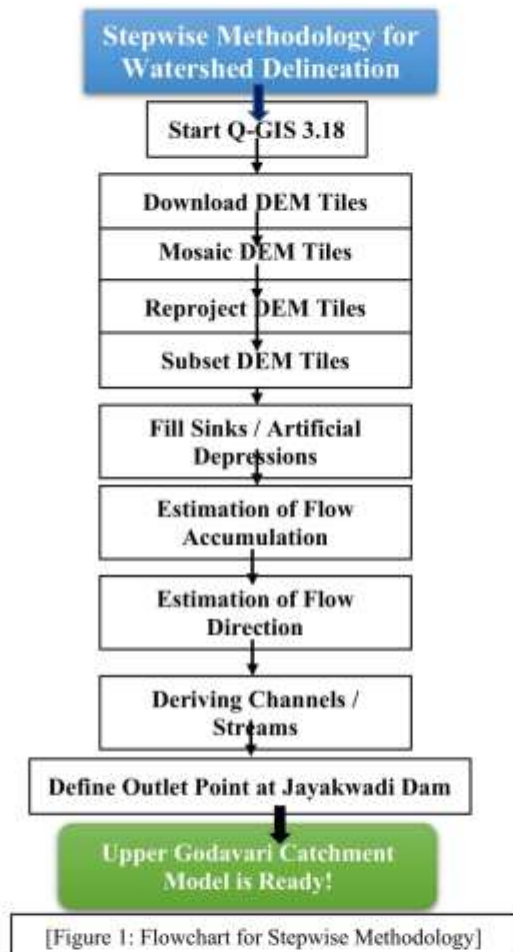 Stepwise Methodology for
Watershed Delineation
Start Q-GIS 3.18
Download DEM Tiles
Mosaic DEM Tiles
Reproject DEM Tiles
Subset DEM Tiles
Fill Sinks / Artificial
Depressions
Estimation of Flow
Accumulation
Estimation of Flow
Direction
Deriving Channels /
Streams
Define Outlet Point at Jayakwadi Dam
Upper Godavari Catchment
Model is Ready!
[Figure 1: Flowchart for Stepwise Methodology]